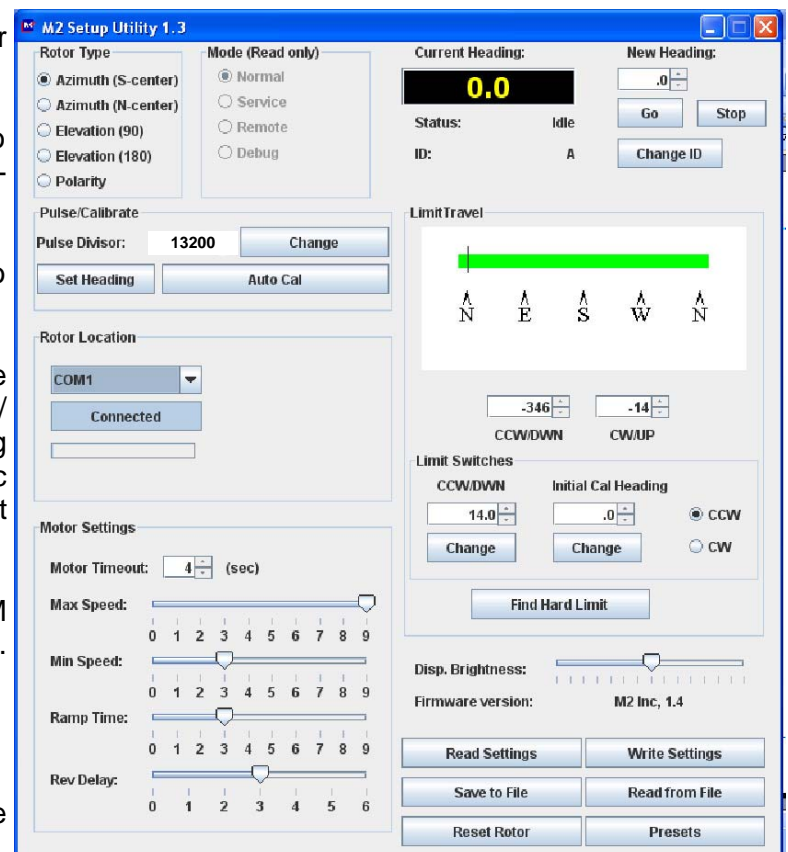 M2 Setup Utility 1.3
Rotor Type
Azimuth (S-center)
Azimuth (N-center)
Elevation (90)
Elevation (180)
Polarity
Mode (Read only)
Normal
Service
Remote
Debug
Current Heading:
0.0
Status: Idle
ID: A
New Heading:
.0
Go Stop
Change ID
Pulse/Calibrate
Pulse Divisor: 13200 Change
Set Heading Auto Cal
Rotor Location
COM1
Connected
Motor Settings
Motor Timeout: 4 (sec)
Max Speed:
0 1 2 3 4 5 6 7 8 9
Min Speed:
0 1 2 3 4 5 6 7 8 9
Ramp Time:
0 1 2 3 4 5 6 7 8 9
Rev Delay:
0 1 2 3 4 5 6
LimitTravel
N E S W N
-346 -14
CCW/DWN CW/UP
Limit Switches
CCW/DWN Initial Cal Heading
14.0 .0 CCW
Change Change CW
Find Hard Limit
Disp. Brightness:
Firmware version: M2 Inc, 1.4
Read Settings Write Settings
Save to File Read from File
Reset Rotor Presets